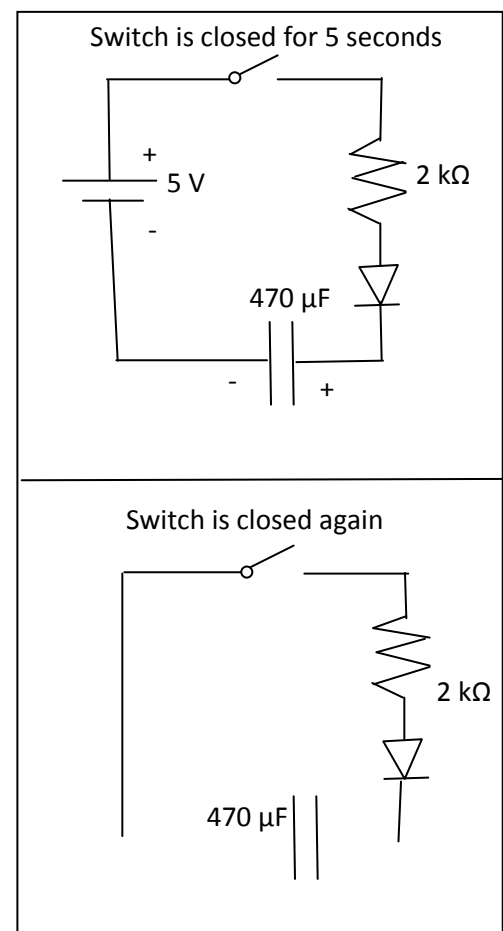 Switch is closed for 5 seconds
+
5 V
-
2 kΩ
470 µF
-
+
Switch is closed again
2 kΩ
470 µF